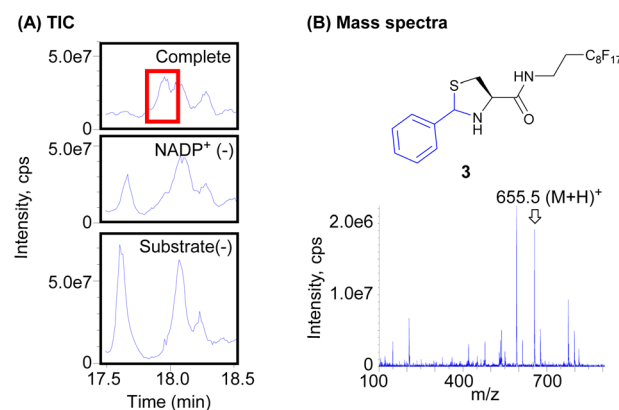 (A) TIC
(B) Mass spectra
5.0e7
Complete
0
5.0e7
NADP⁺ (-)
0
5.0e7
Substrate(-)
0
17.5 18.0 18.5
Time (min)
Intensity, cps
C₈F₁₇
HN
S
O
NH
3
655.5 (M+H)⁺
2.0e6
1.0e7
0
100 400 700
m/z
Intensity, cps